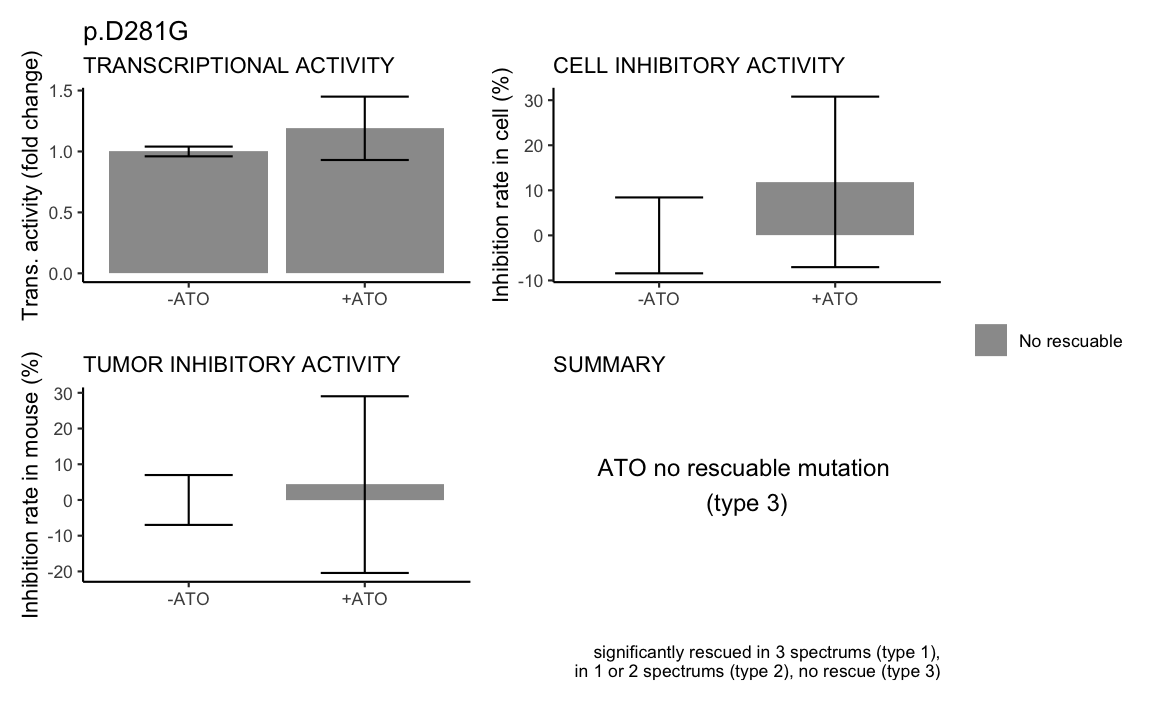 p.D281G
TRANSCRIPTIONAL ACTIVITY
Trans. activity (fold change)
1.5
1.0
0.5
0.0
-ATO
+ATO
CELL INHIBITORY ACTIVITY
Inhibition rate in cell (%)
30
20
10
0
-10
-ATO
+ATO
No rescuable
TUMOR INHIBITORY ACTIVITY
Inhibition rate in mouse (%)
30
20
10
0
-10
-20
-ATO
+ATO
SUMMARY
ATO no rescuable mutation
(type 3)
significantly rescued in 3 spectrums (type 1),
in 1 or 2 spectrums (type 2), no rescue (type 3)